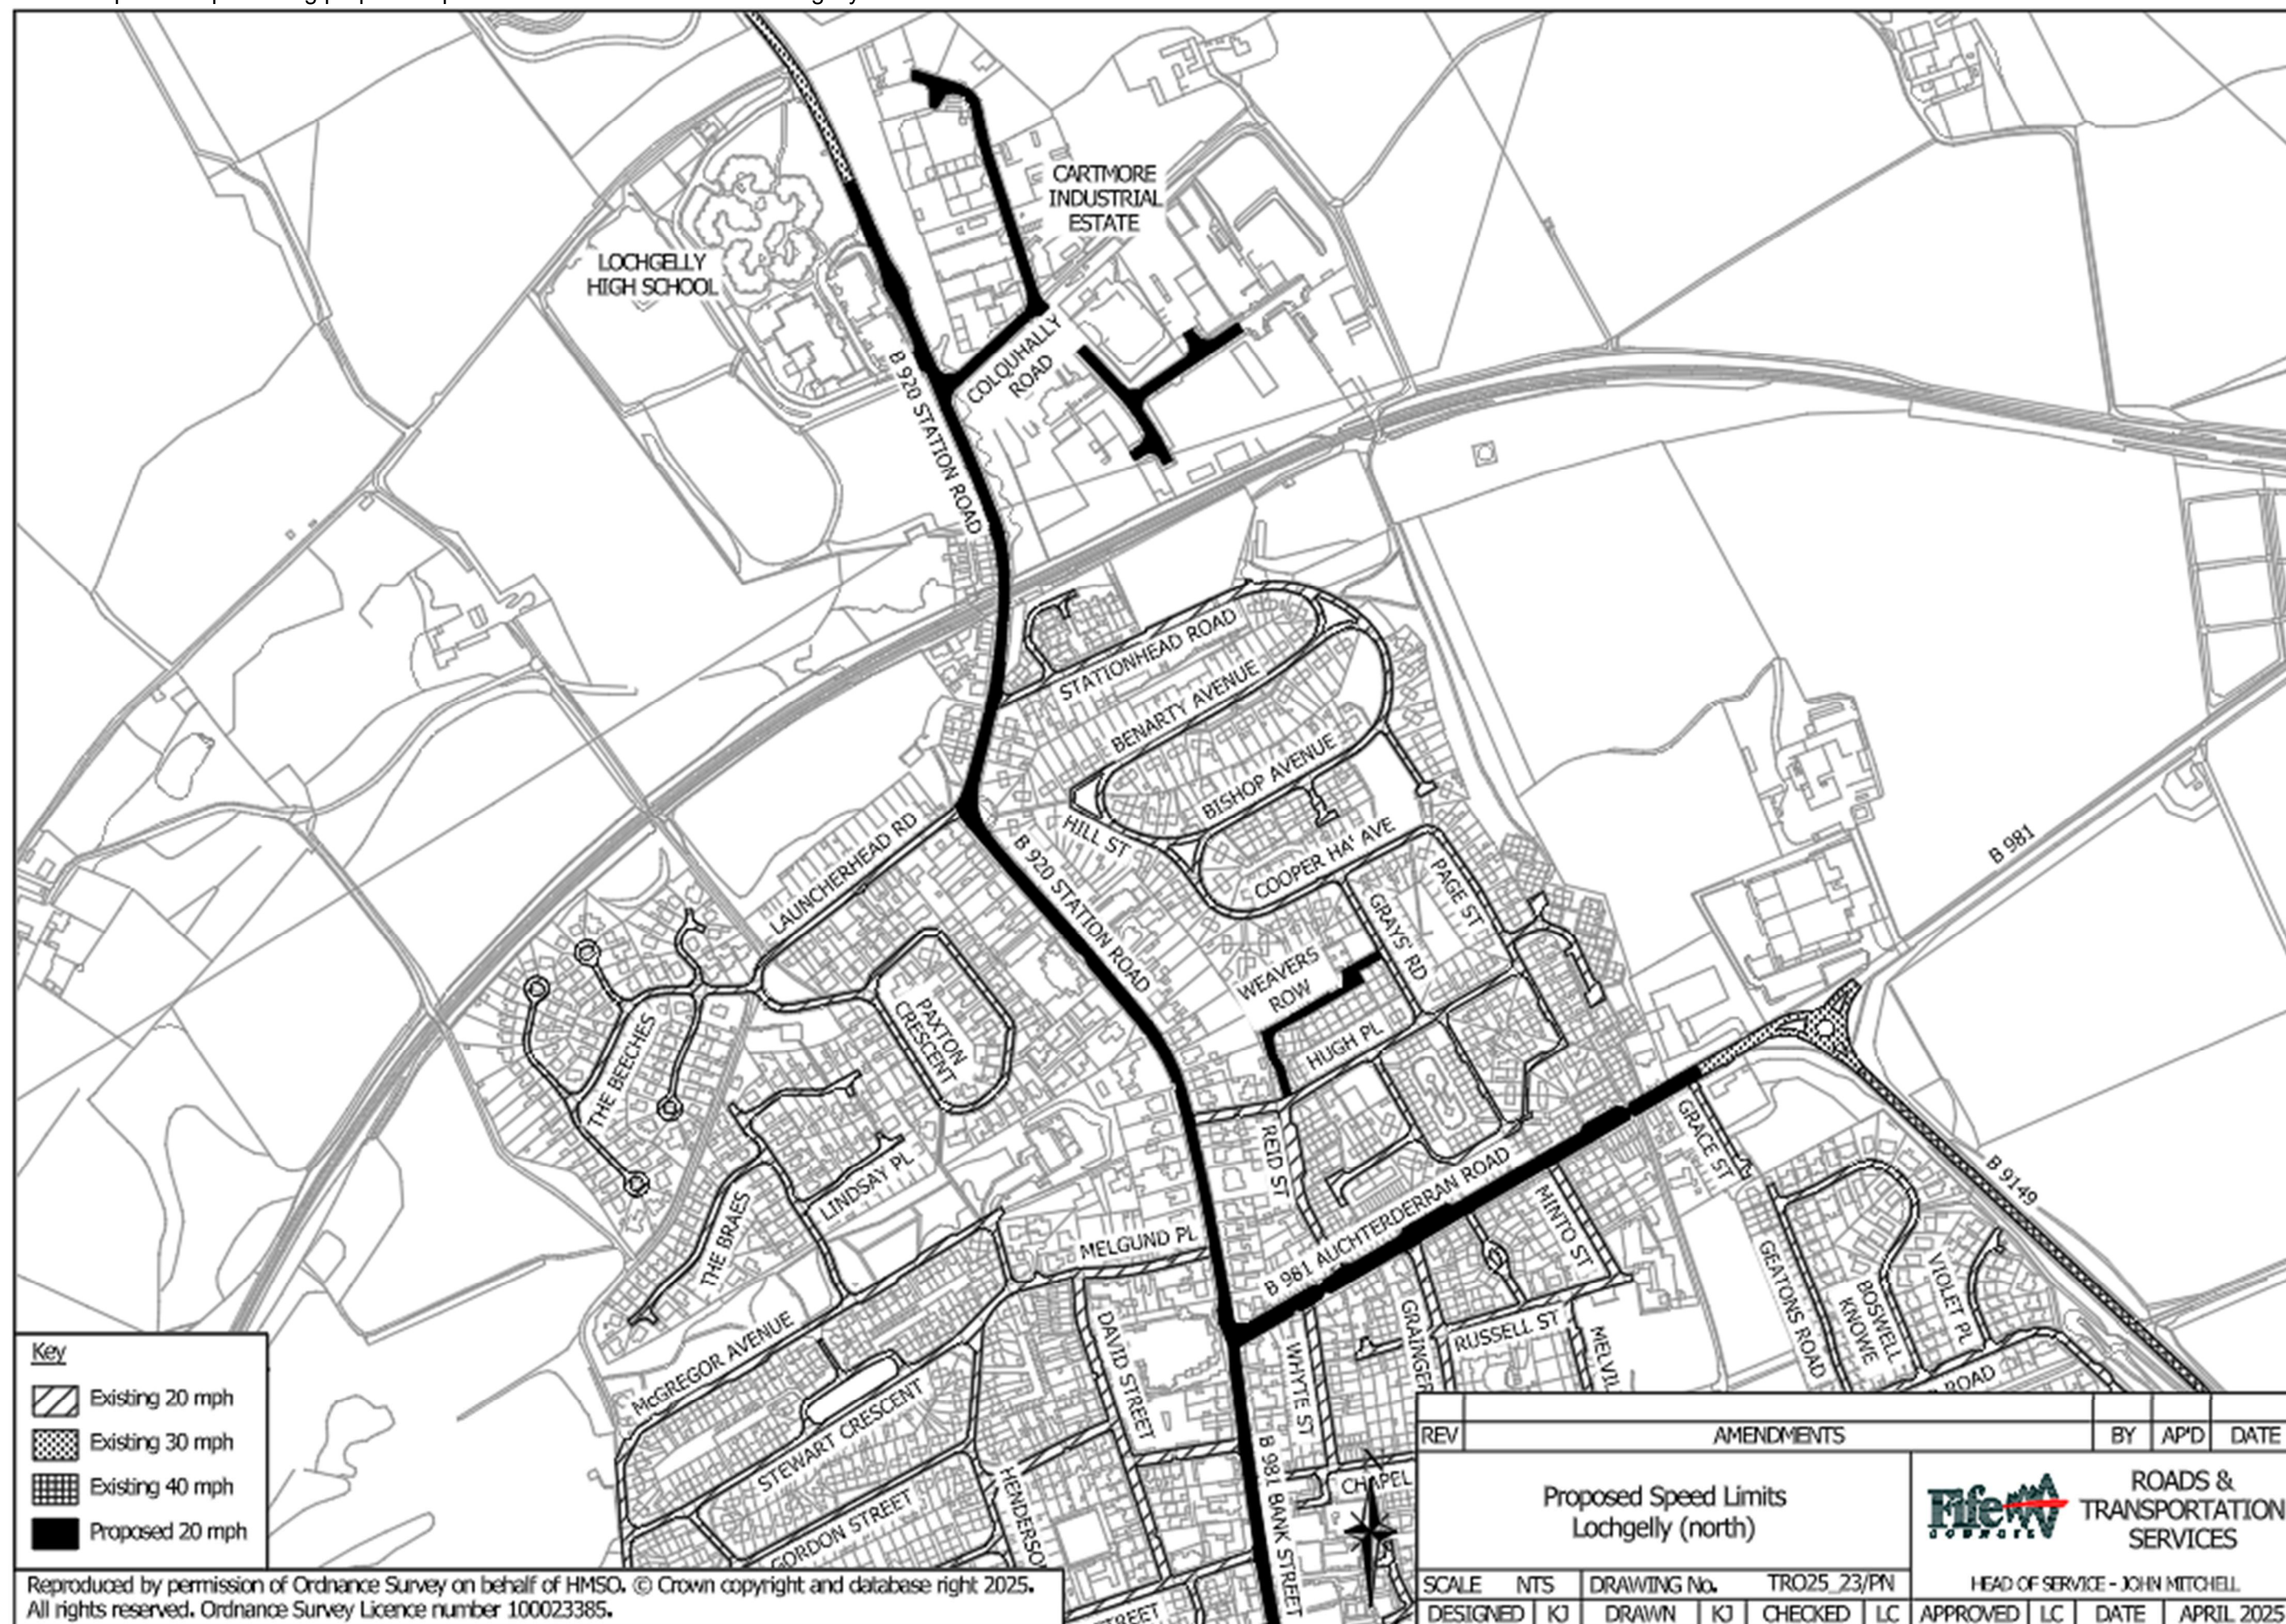 CARTMORE
INDUSTRIAL
ESTATE
LOCHGELLY
HIGH SCHOOL
COLQUHALLY
ROAD
B 920 STATION ROAD
STATIONHEAD ROAD
BENARTY AVENUE
BISHOP AVENUE
HILL ST
COOPER HA' AVE
LAUNCHERHEAD RD
B 920 STATION ROAD
PAGE ST
GRAYS' RD
B 981
WEAVERS
ROW
HUGH PL
PAXTON
CRESCENT
THE BEECHES
REID ST
GRACE ST
B 9149
LINDSAY PL
THE BRAES
MELGUND PL
B 981 AUCHTERDERRAN ROAD
MINTO ST
GEATONS ROAD
BOSWELL
KNOWE
VIOLET PL
ROAD
McGREGOR AVENUE
DAVID STREET
WHYTE ST
GRAINGER
RUSSELL ST
MELVIL
STEWART CRESCENT
GORDON STREET
HENDERSON
B 981 BANK STREET
CHAPEL
STREET
Key
Existing 20 mph
Existing 30 mph
Existing 40 mph
Proposed 20 mph
Reproduced by permission of Ordnance Survey on behalf of HMSO. © Crown copyright and database right 2025.
All rights reserved. Ordnance Survey Licence number 100023385.
REV AMENDMENTS BY AP'D DATE
Proposed Speed Limits
Lochgelly (north)
Fife
COUNCIL
ROADS &
TRANSPORTATION
SERVICES
SCALE NTS DRAWING No. TRO25_23/PN HEAD OF SERVICE - JOHN MITCHELL
DESIGNED KJ DRAWN KJ CHECKED LC APPROVED LC DATE APRIL 2025